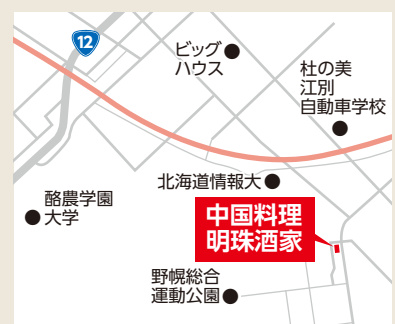 12
ビッグ
ハウス
杜の美
江別
自動車学校
北海道情報大
酪農学園
大学
中国料理
明珠酒家
野幌総合
運動公園